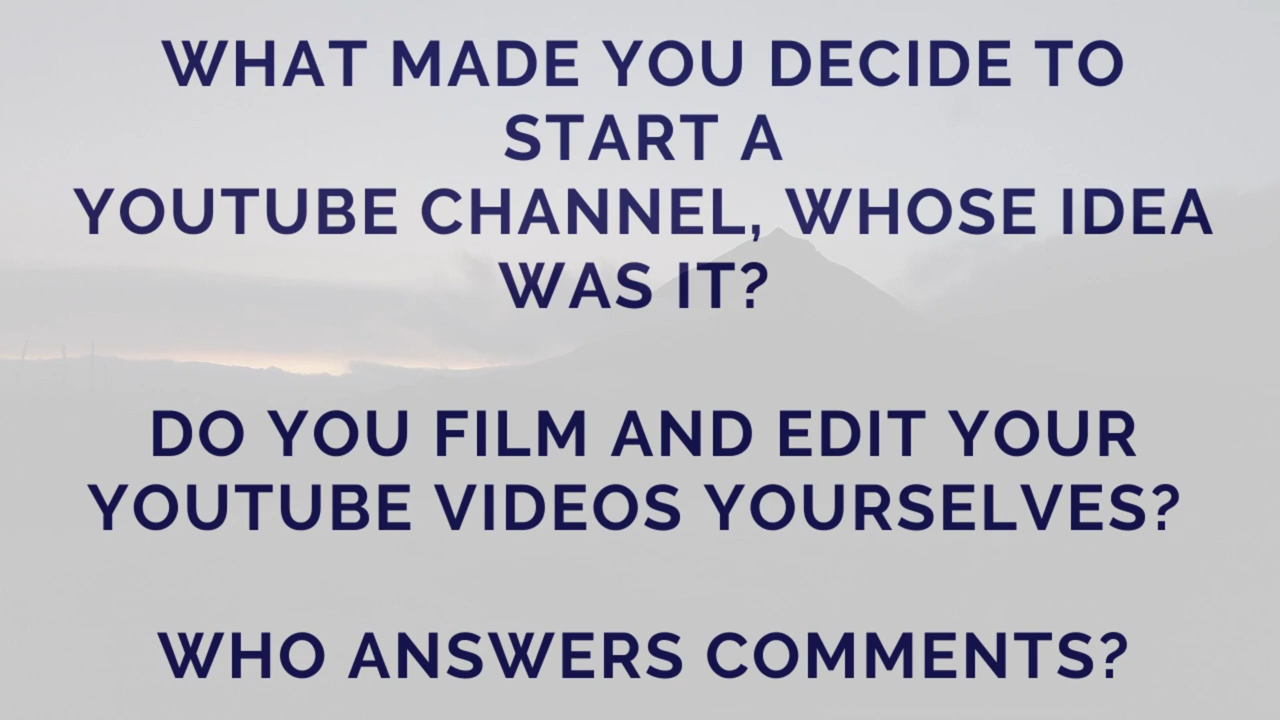 WHAT MADE YOU DECIDE TO
START A
YOUTUBE CHANNEL, WHOSE IDEA
WAS IT?
DO YOU FILM AND EDIT YOUR
YOUTUBE VIDEOS YOURSELVES?
WHO ANSWERS COMMENTS?